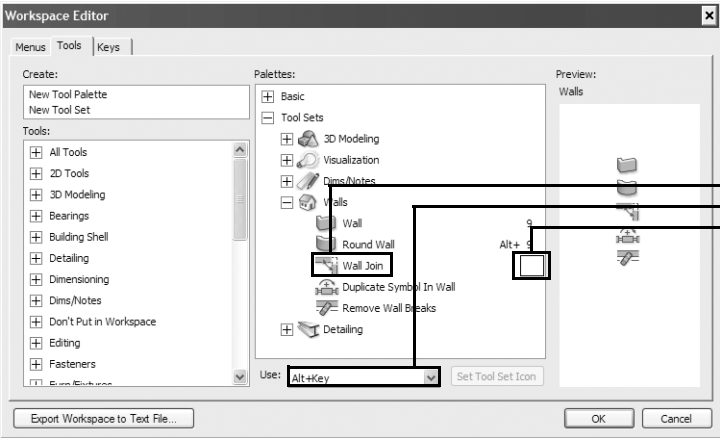 Workspace Editor
Menus Tools Keys
Create:
New Tool Palette
New Tool Set
Tools:
All Tools
2D Tools
3D Modeling
Bearings
Building Shell
Detailing
Dimensioning
Dims/Notes
Don't Put in Workspace
Editing
Fasteners
Furn/Fixtures
Palettes:
Basic
Tool Sets
3D Modeling
Visualization
Dims/Notes
Walls
Wall 9
Round Wall Alt+ 9
Wall Join
Duplicate Symbol In Wall
Remove Wall Breaks
Detailing
Use: Alt+Key Set Tool Set Icon
Preview:
Walls
Export Workspace to Text File... OK Cancel